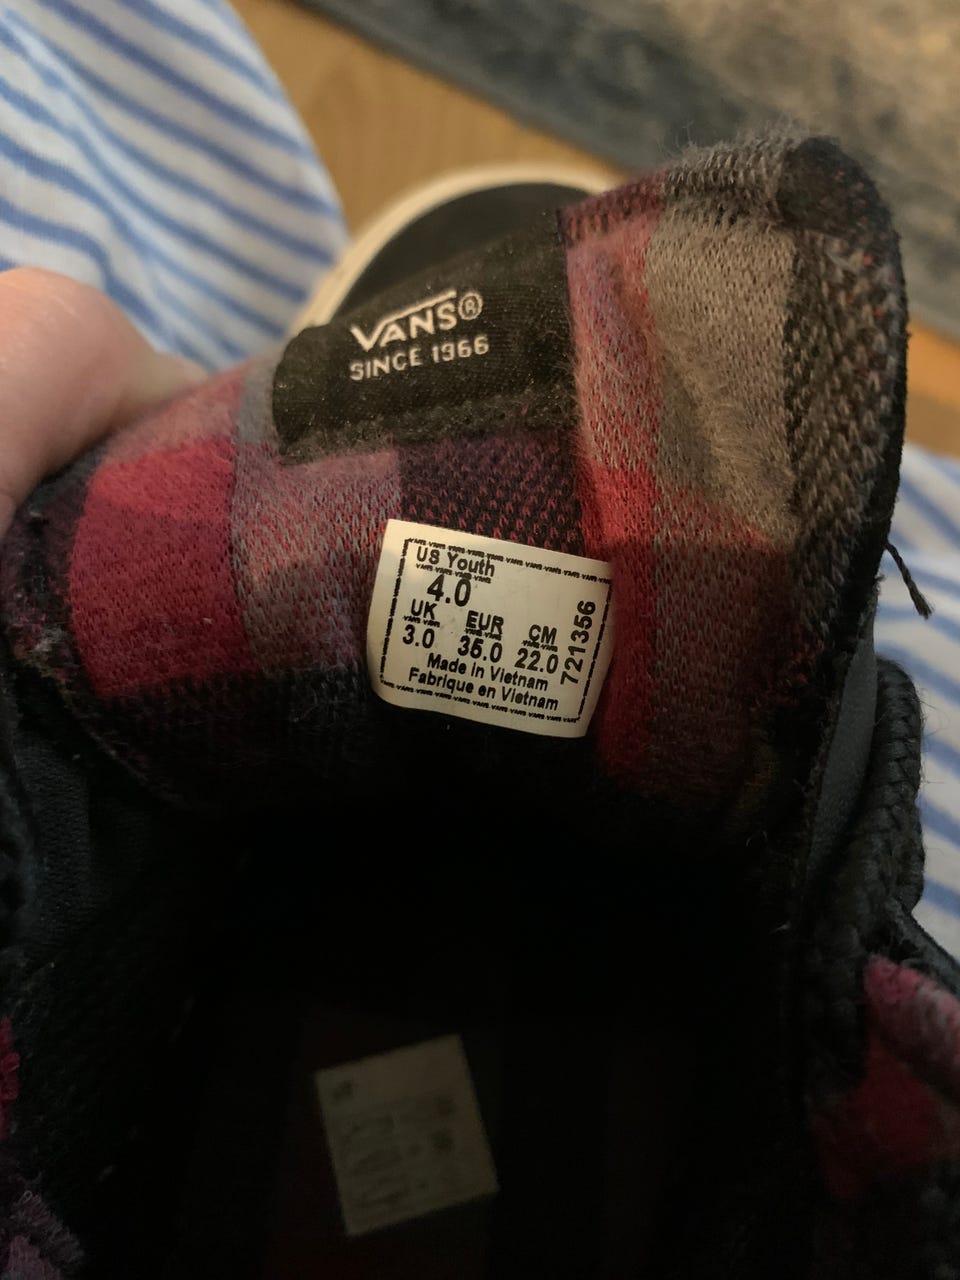 VANS®
SINCE 1966
US Youth
4.0
UK EUR CM
3.0 35.0 22.0
Made in Vietnam
Fabrique en Vietnam
721356